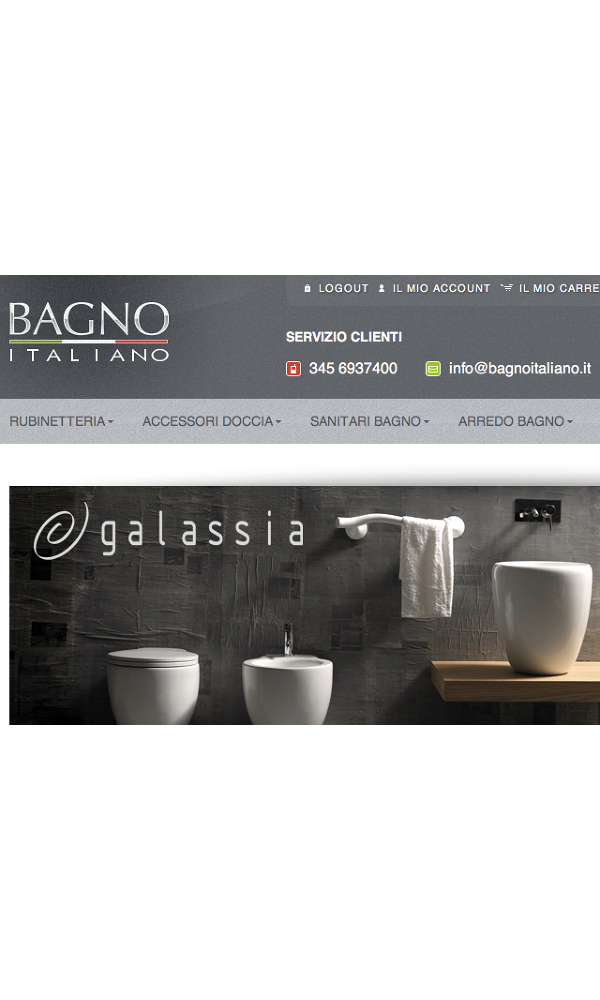 LOGOUT IL MIO ACCOUNT IL MIO CARRE
BAGNO
ITALIANO
SERVIZIO CLIENTI
345 6937400 info@bagnoitaliano.it
RUBINETTERIA ACCESSORI DOCCIA SANITARI BAGNO ARREDO BAGNO
galassia